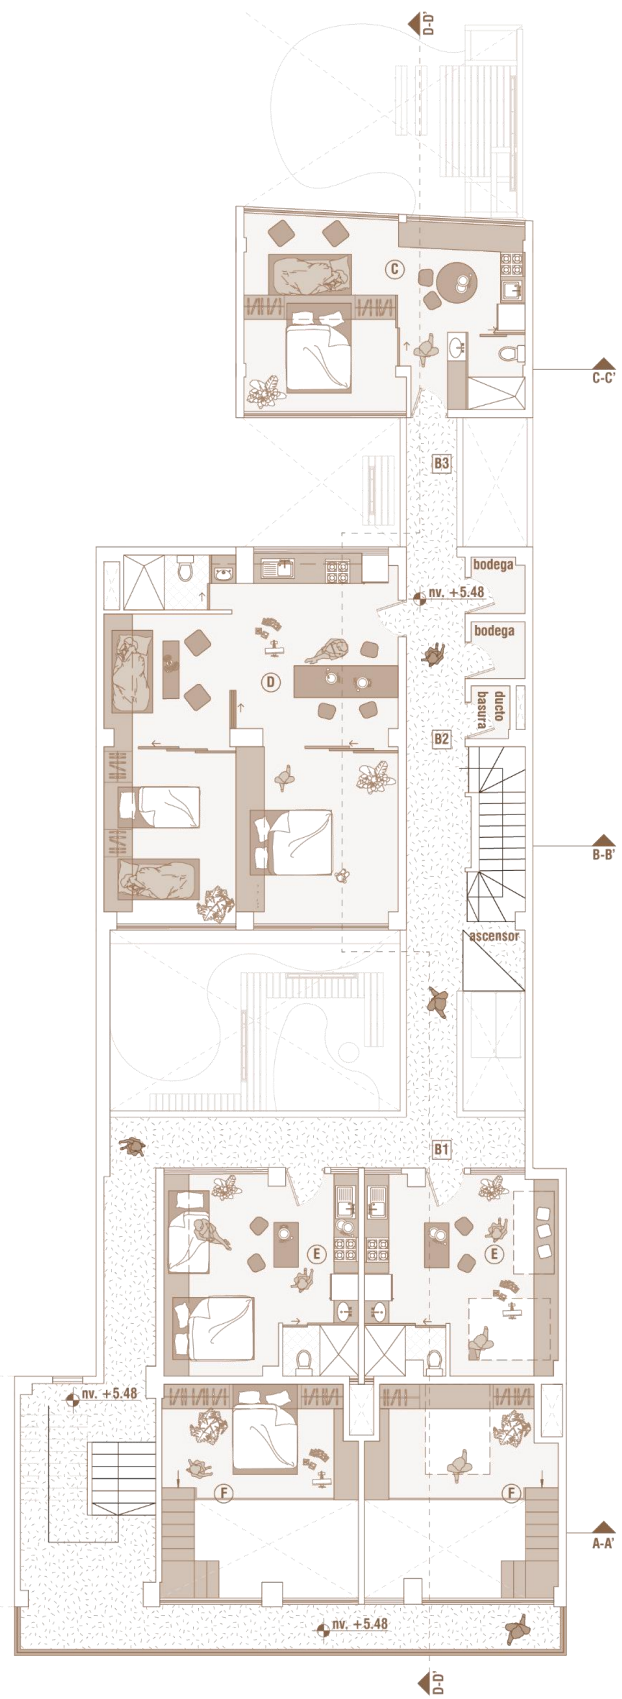 D-D'
C
C-C'
B3
bodega
nv. +5.48
bodega
D
ducto
basura
B2
B-B'
ascensor
B1
E
E
nv. +5.48
F
F
A-A'
nv. +5.48
D-D'